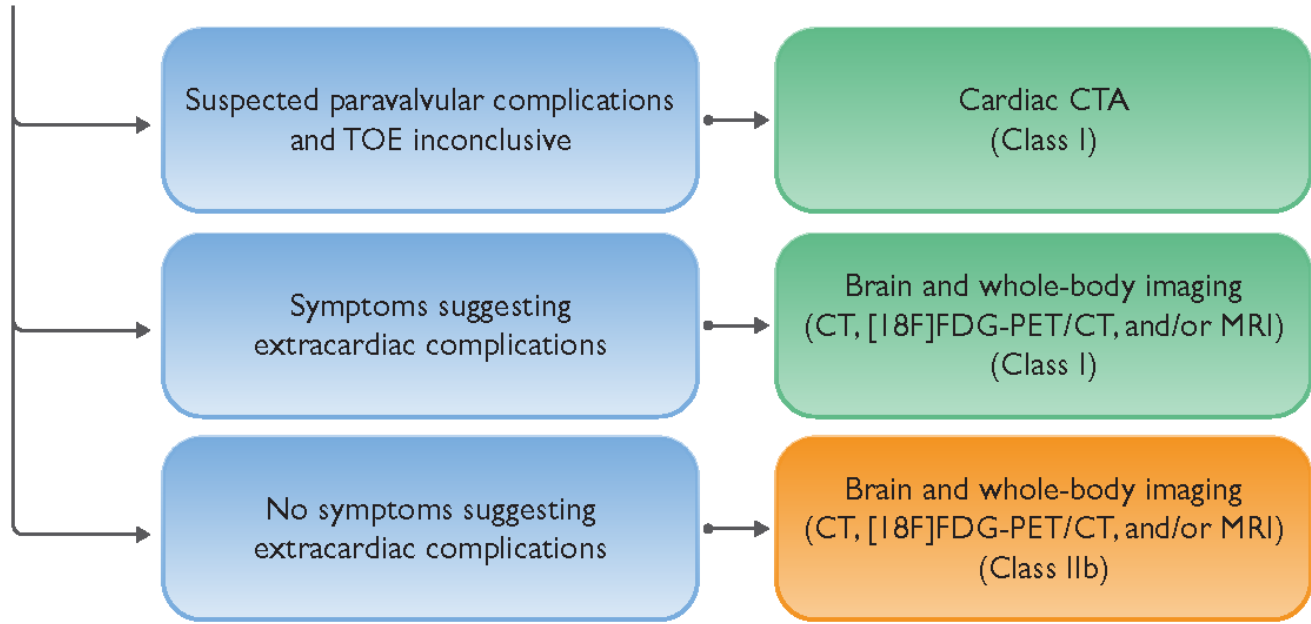 Suspected paravalvular complications
and TOE inconclusive
Cardiac CTA
(Class I)
Symptoms suggesting
extracardiac complications
Brain and whole-body imaging
(CT, [18F]FDG-PET/CT, and/or MRI)
(Class I)
No symptoms suggesting
extracardiac complications
Brain and whole-body imaging
(CT, [18F]FDG-PET/CT, and/or MRI)
(Class IIb)